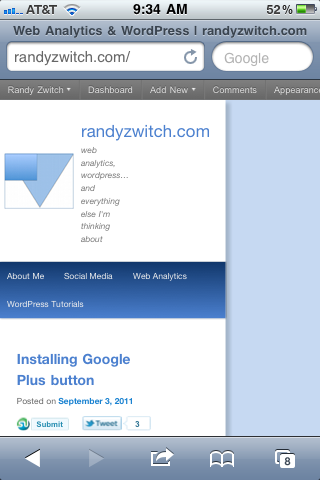 AT&T 9:34 AM 52%
Web Analytics & WordPress | randyzwitch.com
randyzwitch.com/ Google
Randy Zwitch Dashboard Add New Comments Appearance
randyzwitch.com
web
analytics,
wordpress...
and
everything
else I'm
thinking
about
About Me Social Media Web Analytics
WordPress Tutorials
Installing Google
Plus button
Posted on September 3, 2011
Submit Tweet 3
8